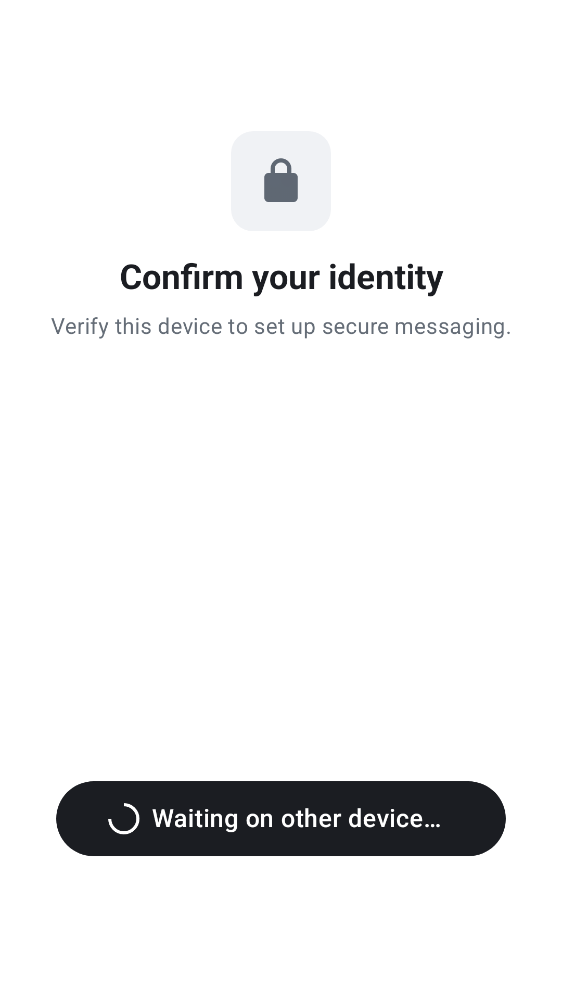 Confirm your identity
Verify this device to set up secure messaging.
Waiting on other device…